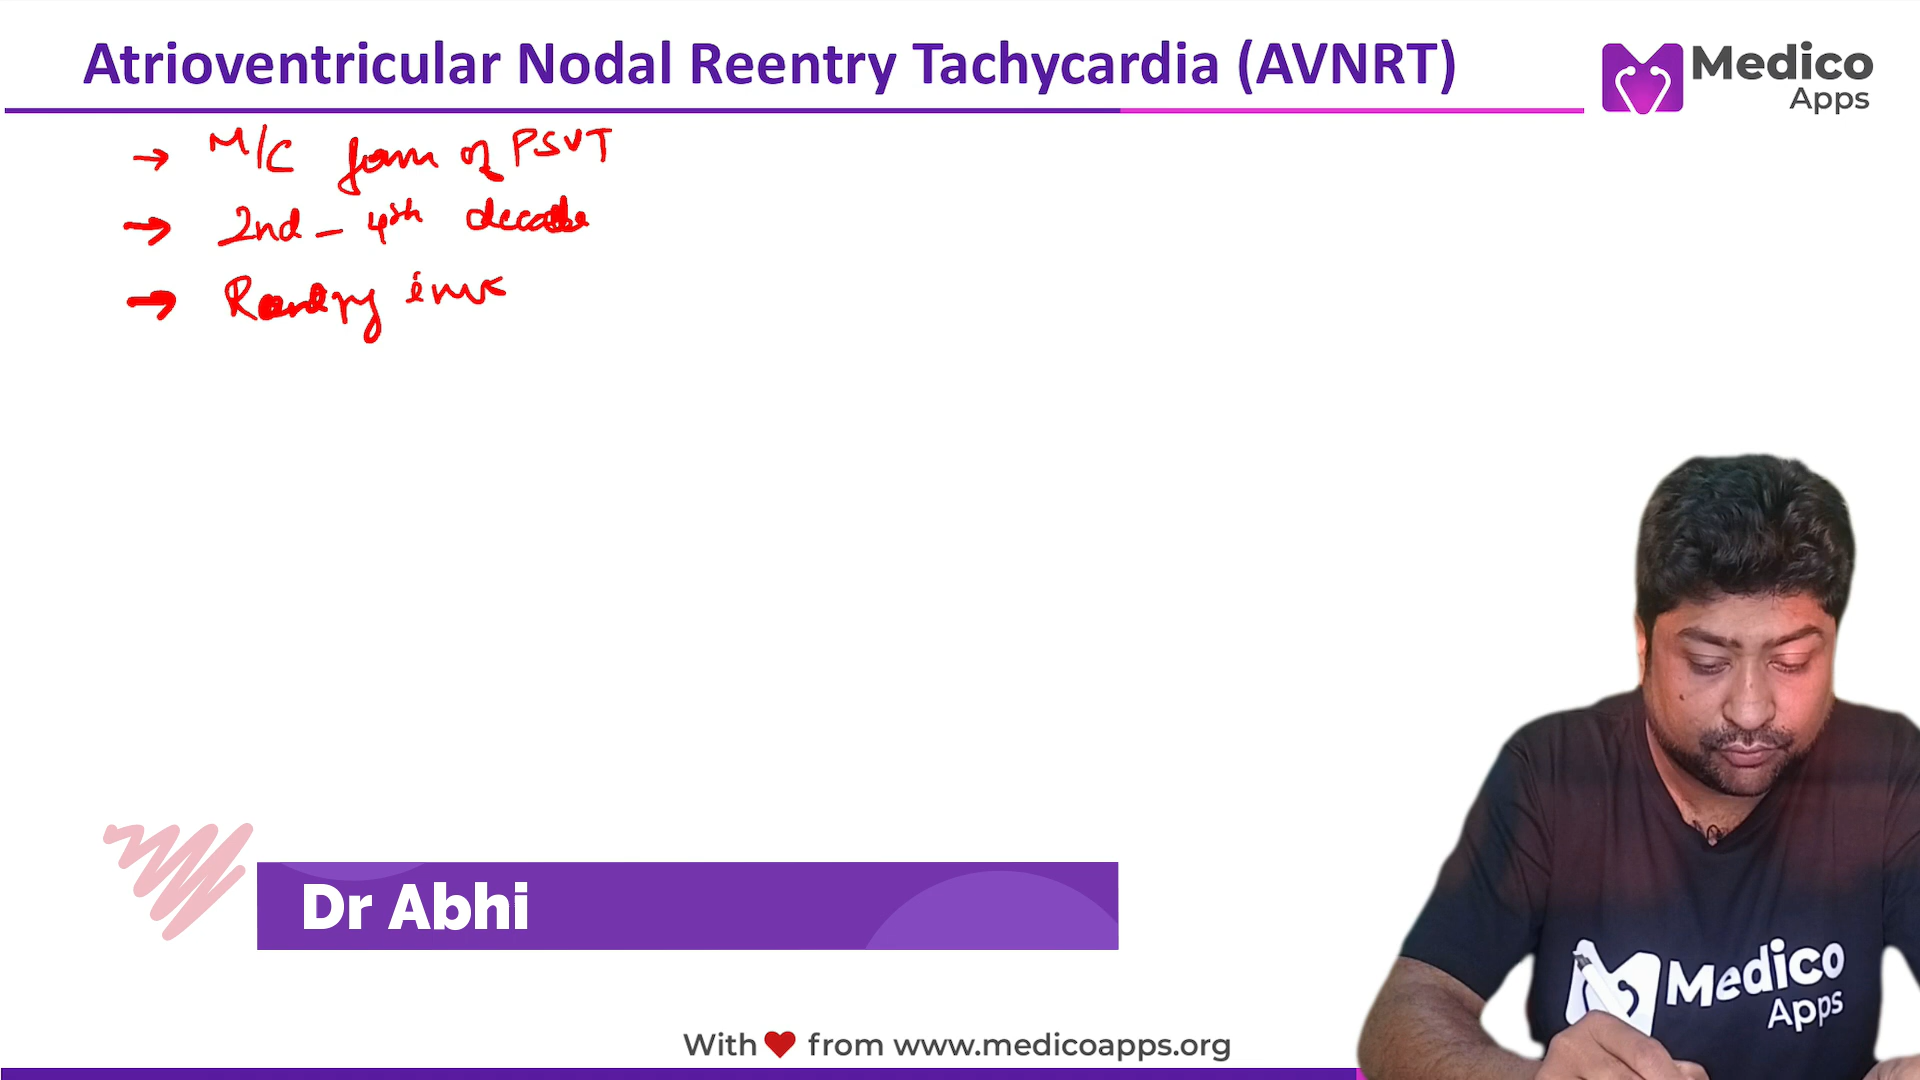 Atrioventricular Nodal Reentry Tachycardia (AVNRT)
Medico
Apps
→ M/C form of PSVT
→ 2nd - 4th decade
→ Reentry
Dr Abhi
Medico
Apps
With ❤ from www.medicoapps.org